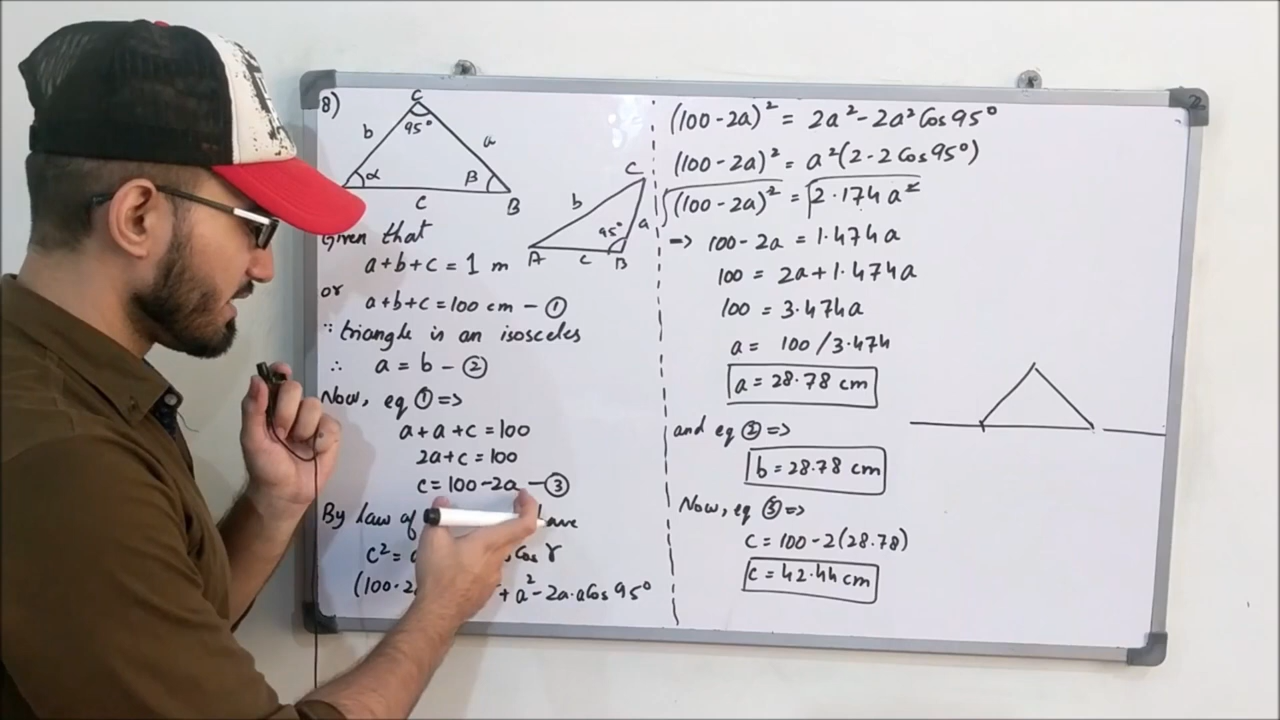 8)
C
95°
b
a
α
β
c
B
C
b
a
95°
A
c
B
Given that
a+b+c = 1 m
or
a+b+c = 100 cm - ①
∵ triangle is an isosceles
∴ a = b - ②
Now, eq ① =>
a+a+c = 100
2a+c = 100
c = 100-2a - ③
By law of have
c² = Cos γ
(100-2 + a² - 2a·a Cos 95°
(100-2a)² = 2a² - 2a² Cos 95°
(100-2a)² = a²(2-2 Cos 95°)
√(100-2a)² = √2.174a²
=> 100-2a = 1.474a
100 = 2a+1.474a
100 = 3.474a
a = 100/3.474
a = 28.78 cm
and eq ② =>
b = 28.78 cm
Now, eq ③ =>
c = 100-2(28.78)
c = 42.44 cm